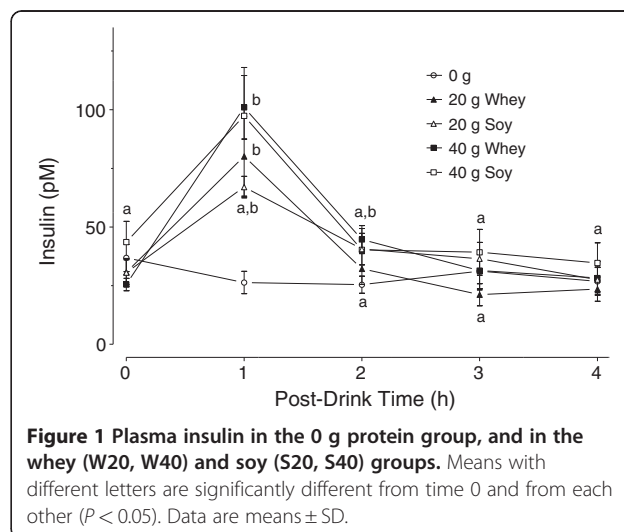 100
50
0
Insulin (pM)
0 g
20 g Whey
20 g Soy
40 g Whey
40 g Soy
a
b
b
a,b
a,b
a
a
a
a
0 1 2 3 4
Post-Drink Time (h)
Figure 1 Plasma insulin in the 0 g protein group, and in the
whey (W20, W40) and soy (S20, S40) groups. Means with
different letters are significantly different from time 0 and from each
other (P < 0.05). Data are means ± SD.